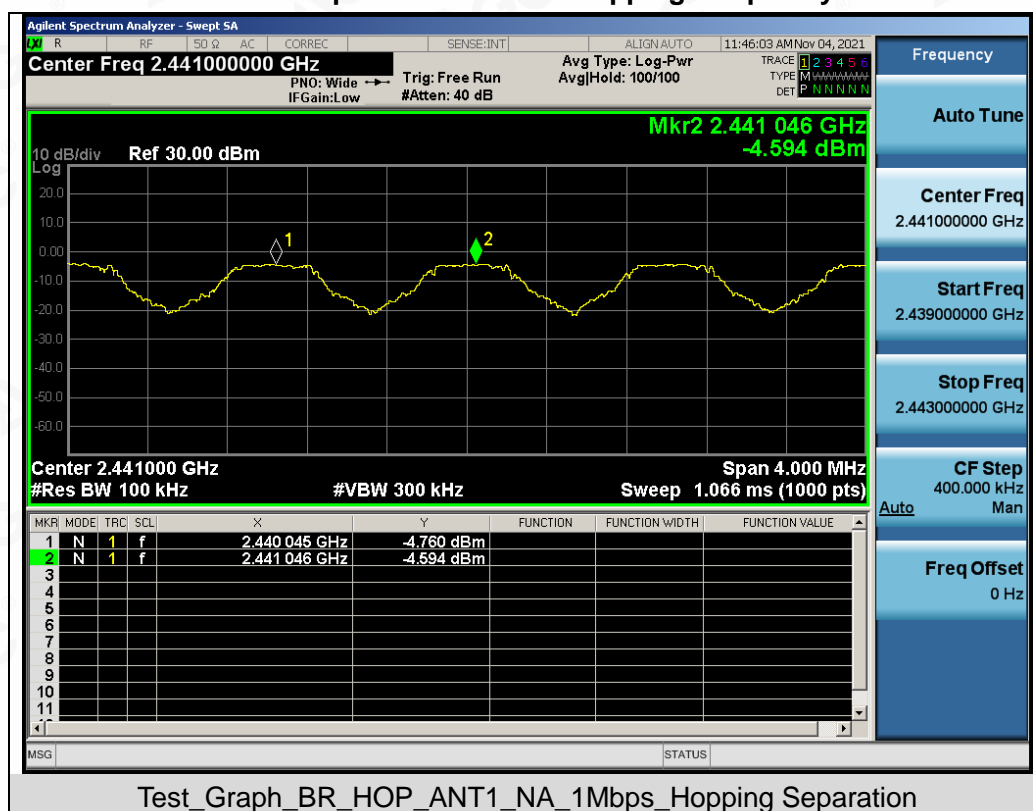 Agilent Spectrum Analyzer - Swept SA
LXI R RF 50 Ω AC CORREC SENSE:INT ALIGN AUTO 11:46:03 AM Nov 04, 2021
Center Freq 2.441000000 GHz
PNO: Wide
IFGain:Low
Trig: Free Run
#Atten: 40 dB
Avg Type: Log-Pwr
Avg|Hold: 100/100
TRACE 1 2 3 4 5 6
TYPE M
DET P N N N N N
Mkr2 2.441 046 GHz
-4.594 dBm
10 dB/div Ref 30.00 dBm
Log
20.0
10.0
0.00
-10.0
-20.0
-30.0
-40.0
-50.0
-60.0
1
2
Center 2.441000 GHz Span 4.000 MHz
#Res BW 100 kHz #VBW 300 kHz Sweep 1.066 ms (1000 pts)
MKR MODE TRC SCL X Y FUNCTION FUNCTION WIDTH FUNCTION VALUE
1 N 1 f 2.440 045 GHz -4.760 dBm
2 N 1 f 2.441 046 GHz -4.594 dBm
3
4
5
6
7
8
9
10
11
MSG STATUS
Frequency
Auto Tune
Center Freq
2.441000000 GHz
Start Freq
2.439000000 GHz
Stop Freq
2.443000000 GHz
CF Step
400.000 kHz
Auto Man
Freq Offset
0 Hz
Test_Graph_BR_HOP_ANT1_NA_1Mbps_Hopping Separation